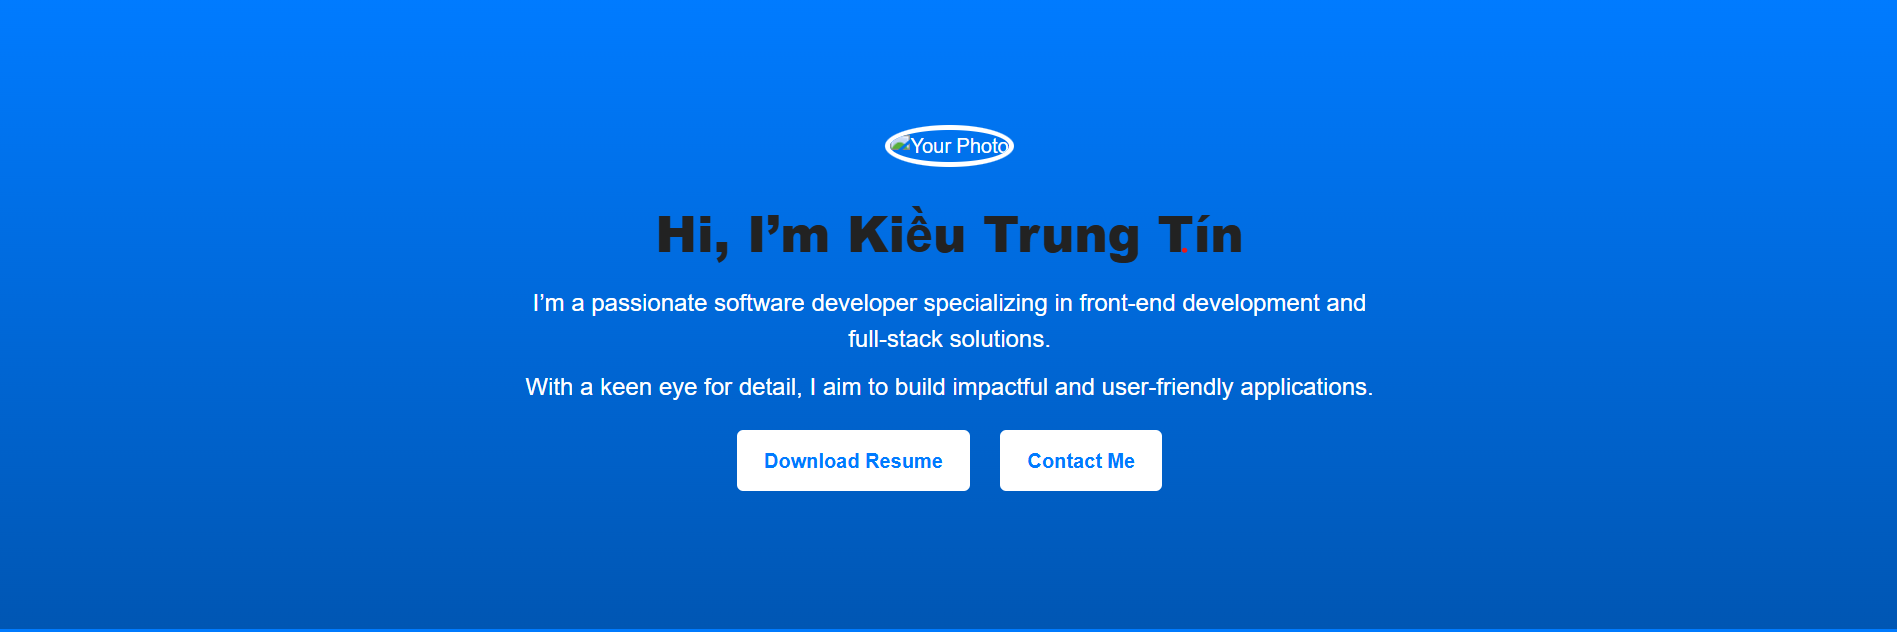 Your Photo
Hi, I’m Kiều Trung Tín
I’m a passionate software developer specializing in front-end development and
full-stack solutions.
With a keen eye for detail, I aim to build impactful and user-friendly applications.
Download Resume
Contact Me